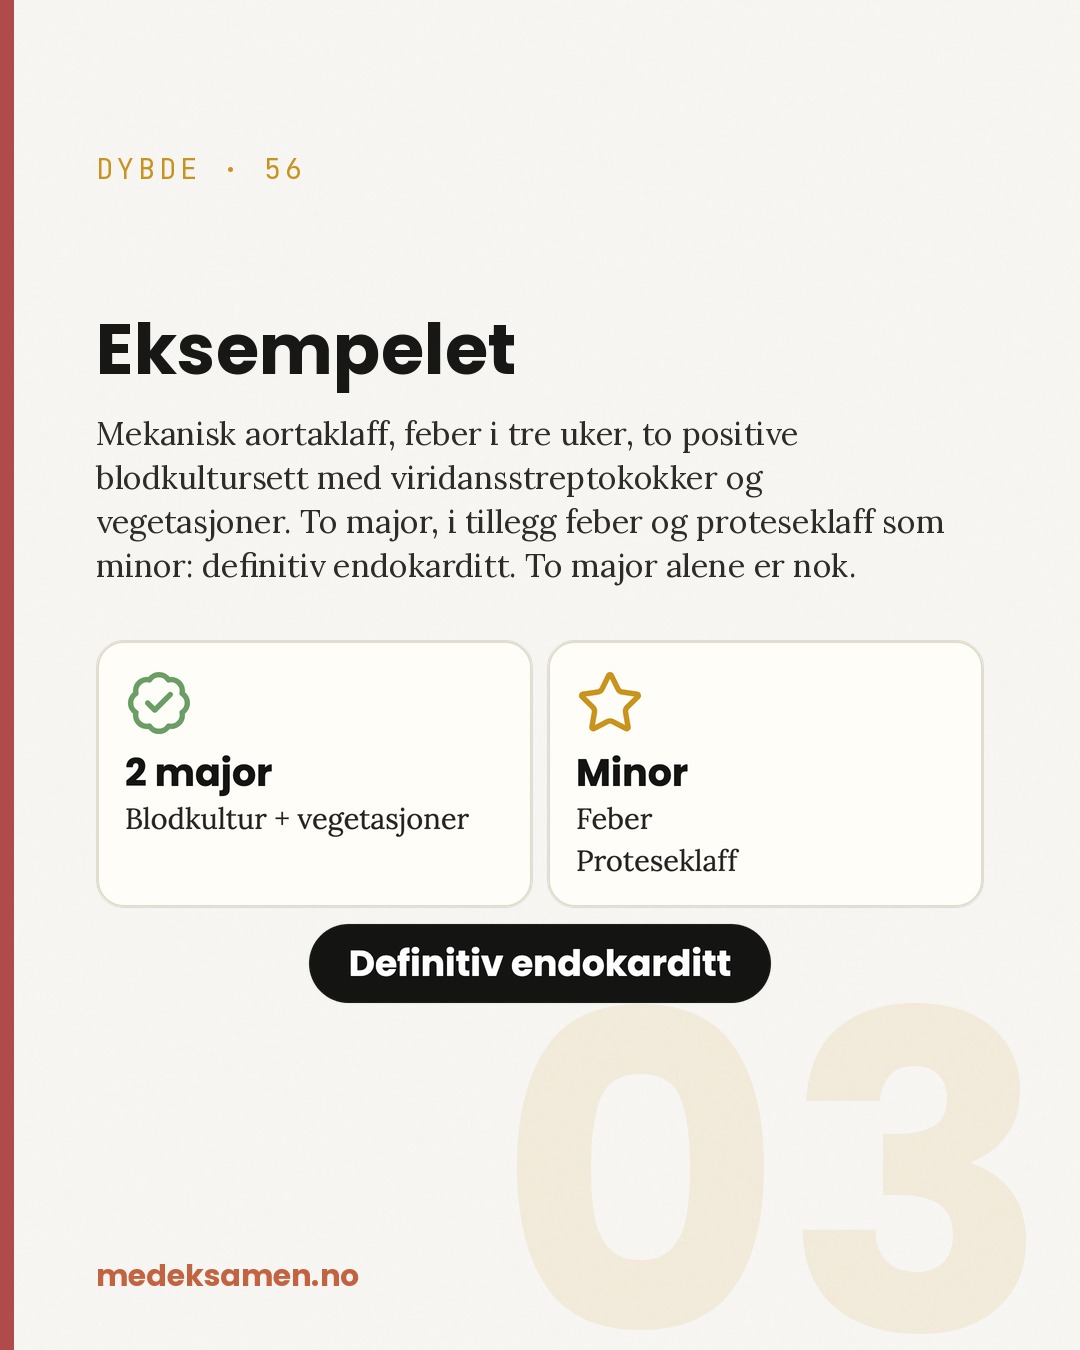 DYBDE · 56
Eksempelet
Mekanisk aortaklaff, feber i tre uker, to positive
blodkultursett med viridansstreptokokker og
vegetasjoner. To major, i tillegg feber og proteseklaff som
minor: definitiv endokarditt. To major alene er nok.
2 major
Blodkultur + vegetasjoner
Minor
Feber
Proteseklaff
Definitiv endokarditt
03
medeksamen.no